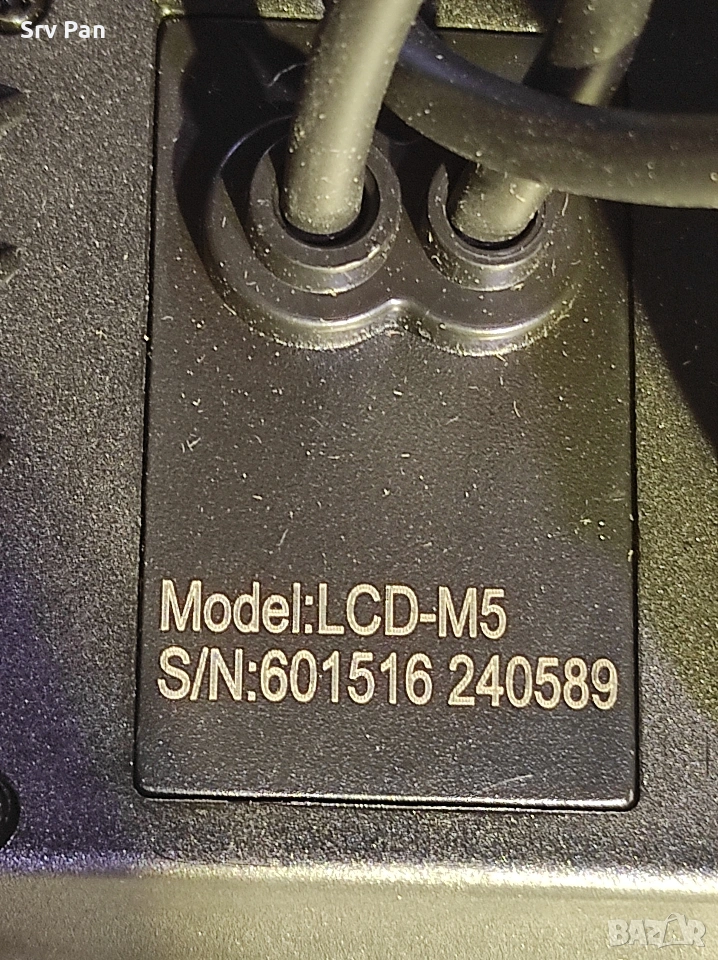 Srv Pan
Model:LCD-M5
S/N:601516 240589
BAZAR